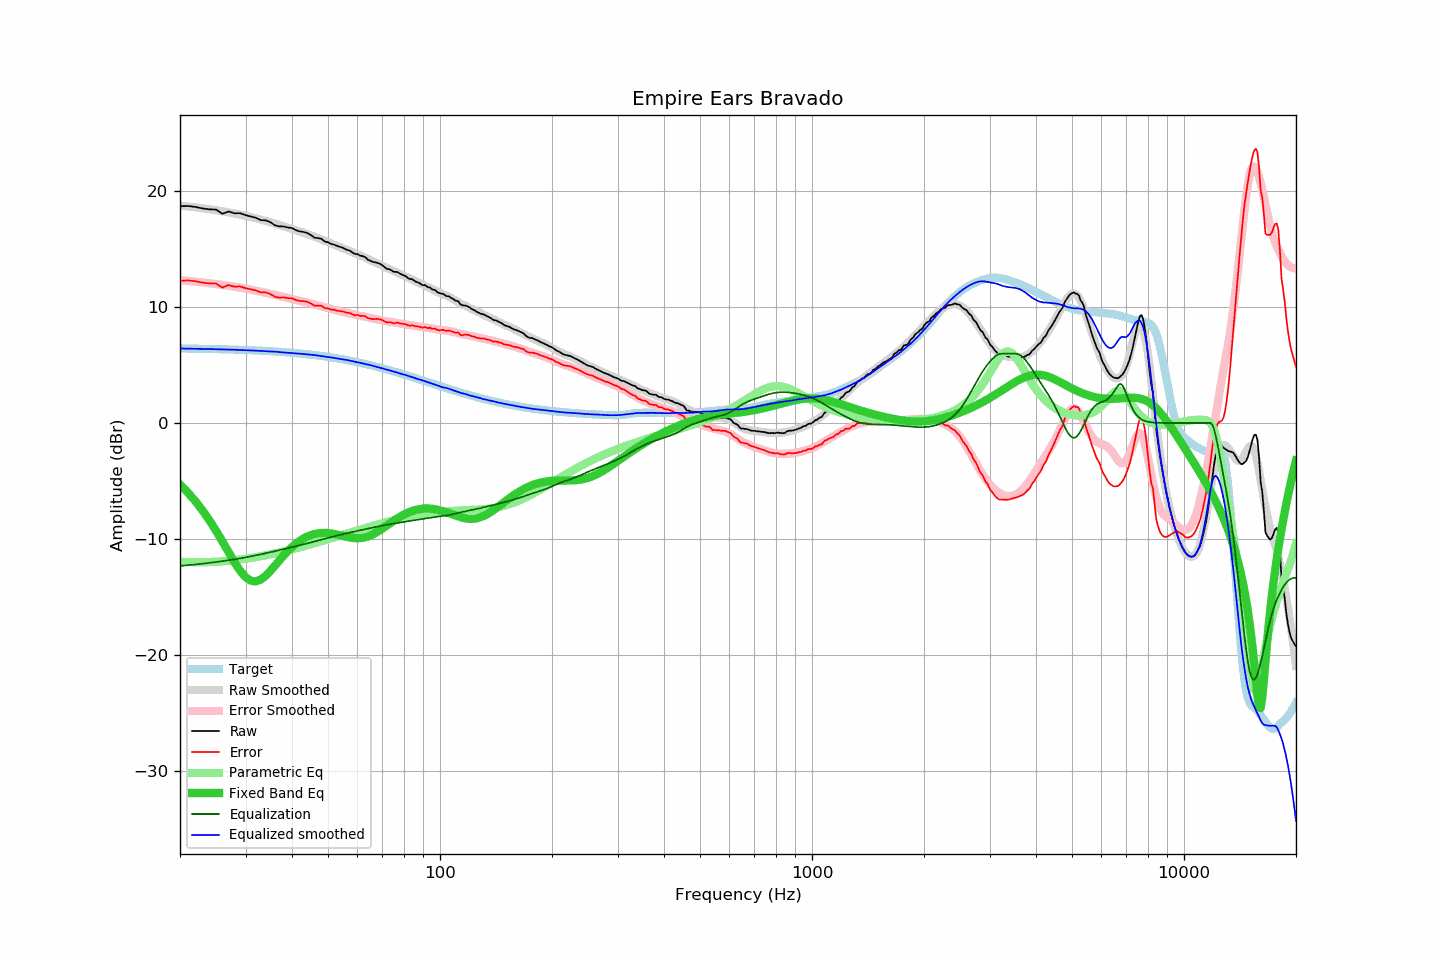 Empire Ears Bravado
Amplitude (dBr)
20
10
0
−10
−20
−30
Target
Raw Smoothed
Error Smoothed
Raw
Error
Parametric Eq
Fixed Band Eq
Equalization
Equalized smoothed
100
1000
10000
Frequency (Hz)